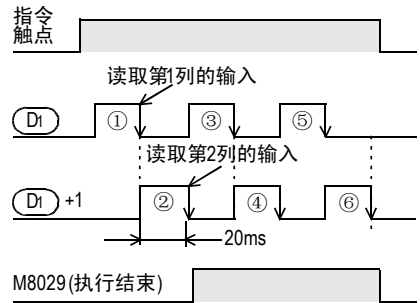 指令
触点
读取第1列的输入
D1 ① ③ ⑤
读取第2列的输入
D1 +1 ② ④ ⑥
20ms
M8029(执行结束)